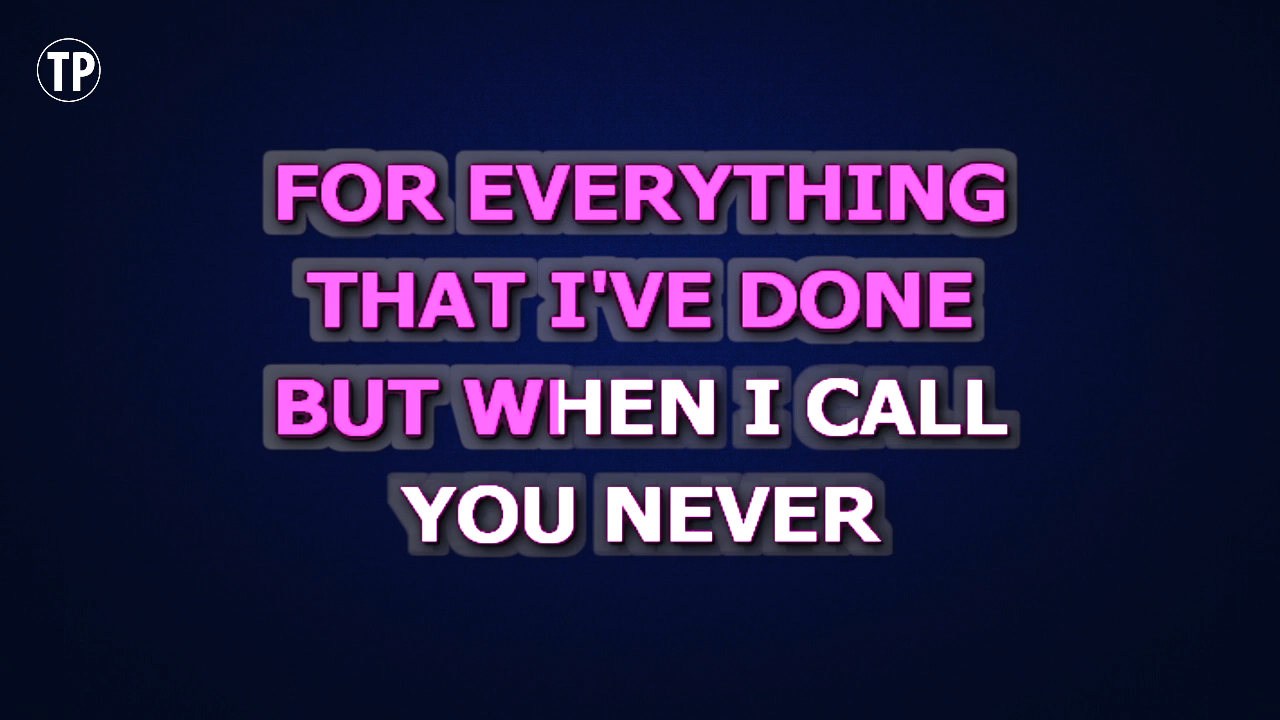 TP
FOR EVERYTHING
THAT I'VE DONE
BUT WHEN I CALL
YOU NEVER